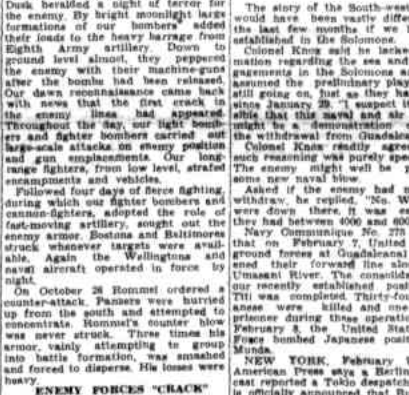 Dusk heralded a night of terror for
the enemy. By bright moonlight large
formations of our bombers added
their loads to the heavy barrage from
Eighth Army artillery. Down to
ground level almost, they peppered
the enemy with their machine-guns
after the bombs had been released.
Our dawn reconnaissance came back
with news that the first crack in
the enemy lines had appeared.
Throughout the day, our light bomb-
ers and fighter bombers carried out
large-scale attacks on enemy position
and gun emplacements. Our long-
range fighters, from low level, strafed
encampments and vehicles.
Followed four days of fierce fighting,
during which our fighter bombers and
cannon-fighters, adopted the role of
fast-moving artillery, sought out the
enemy armor. Bostons and Baltimores
struck whenever targets were avail-
able. Again the Wellingtons and
naval aircraft operated in force by
night.
On October 26 Rommel ordered a
counter-attack. Panzers were hurried
up from the south and attempted to
concentrate. Rommel's counter blow
was never struck. Three times his
armor, vainly attempting to group
into battle formation, was smashed
and forced to disperse. His losses were
heavy.
ENEMY FORCES "CRACK"
The story of the South-west
would have been vastly differ
the last few months if we
established in the Solomons.
Colonel Knox said he lacked
mation regarding the sea and
gagements in the Solomons a
assumed the preliminary phas
still going on, just as they ha
since January 29. "I suspect it
sible that this naval and air
might be a demonstration
the withdrawal from Guadalca
Colonel Knox readily agree
such reasoning was purely spec
The enemy might well be
some new naval blow.
Asked if the enemy had
withdraw, he replied, "No. W
were down there, it was es
they had between 4000 and 600
Navy Communique No. 278
that on February 7, United
ground forces at Guadalcanal
ened their forward line alo
Umasani River. The consolida
our recently established posi
Titi was completed. Thirty-fo
anese were killed and one
prisoner during these operatio
February 8, the United Stat
Force bombed Japanese posit
Munda.
NEW YORK, February
American Press says a Berlin
cast reported a Tokio despatch
is officially announced that